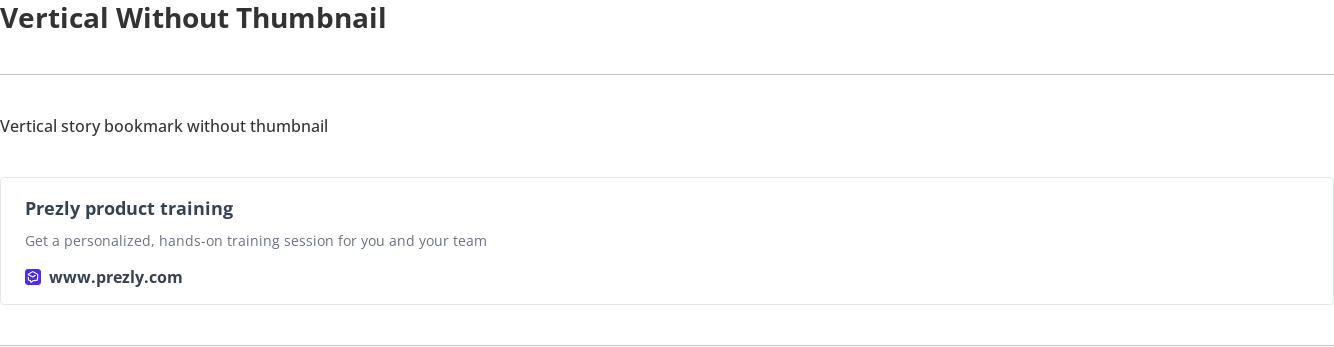 Vertical Without Thumbnail
Vertical story bookmark without thumbnail
Prezly product training
Get a personalized, hands-on training session for you and your team
www.prezly.com